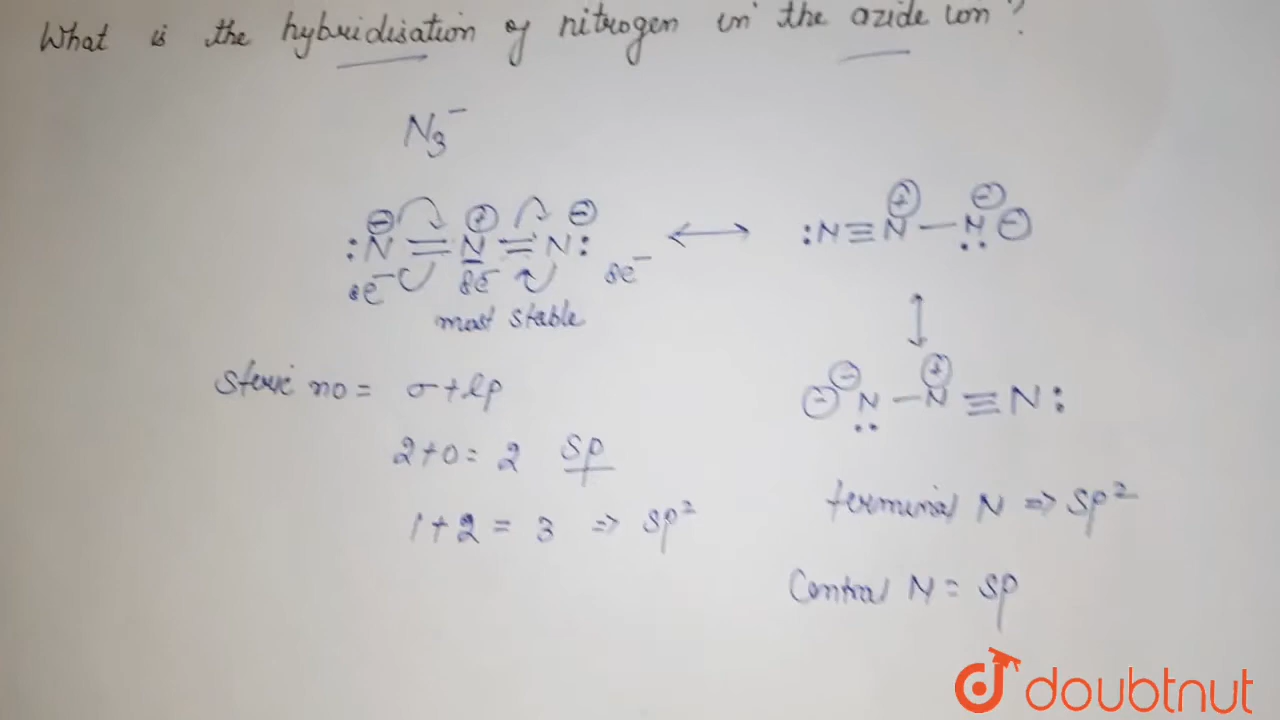 What is the hybridisation of nitrogen in the azide ion?
N₃⁻
⊖ ⊕ ⊖
:N = N = N: ⟷ :N ≡ N — N̤ ⊖
8e⁻ 8e⁻ 8e⁻
⊕ ⊖
most stable
↕
Steric no = σ + lp
⊖ ⊕
⊖ N̤ — N ≡ N:
2+0 = 2 sp
terminal N ⇒ sp²
1+2 = 3 ⇒ sp²
Central N = sp
doubtnut